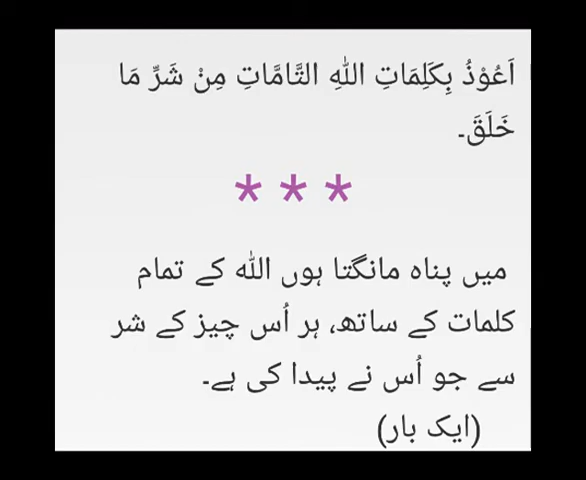 اَعُوْذُ بِكَلِمَاتِ اللهِ التَّامَّاتِ مِنْ شَرِّ مَا
خَلَقَ۔
* * *
میں پناہ مانگتا ہوں اللہ کے تمام
کلمات کے ساتھ، ہر اُس چیز کے شر
سے جو اُس نے پیدا کی ہے۔
(ایک بار)